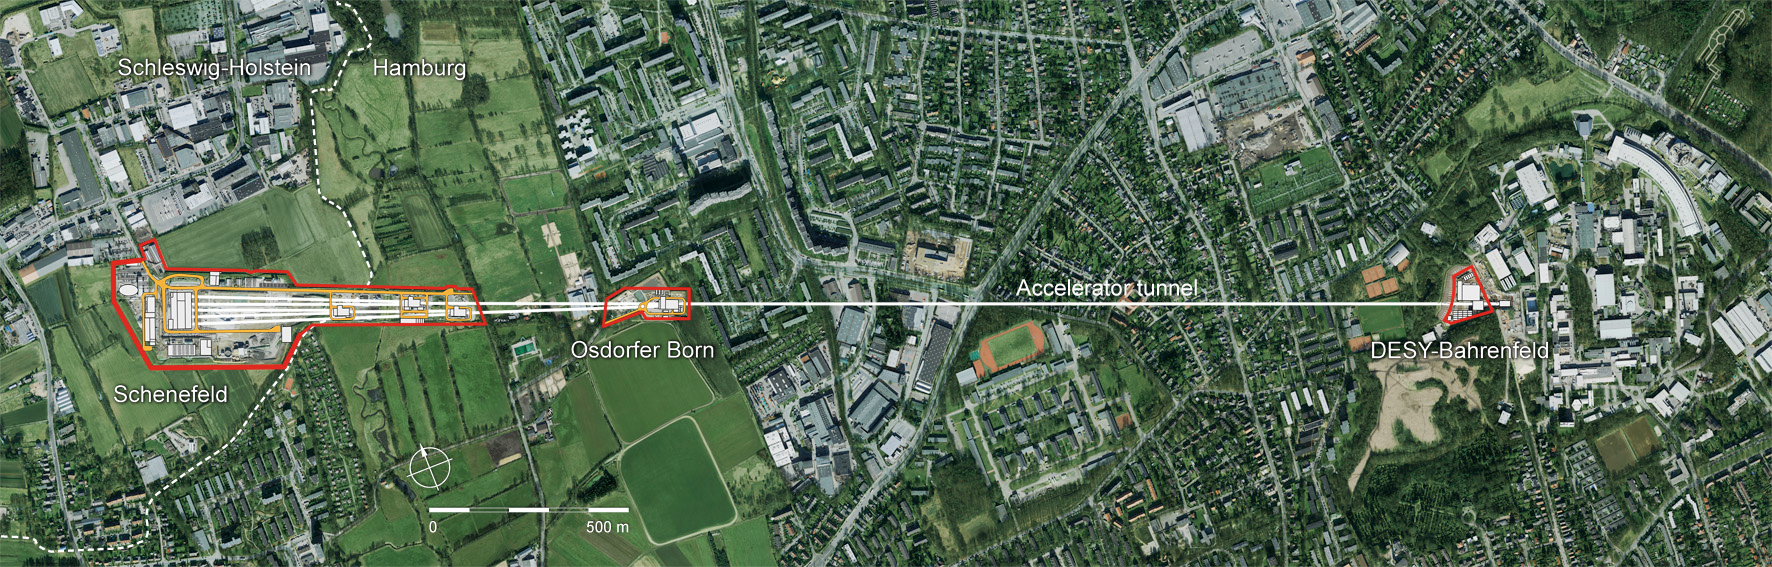 Schleswig-Holstein
Hamburg
Accelerator tunnel
Osdorfer Born
DESY-Bahrenfeld
Schenefeld
0
500 m